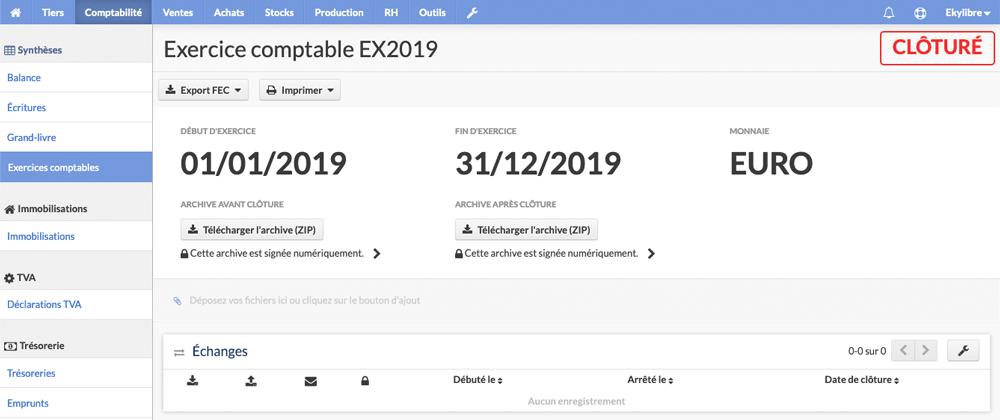 Tiers Comptabilité Ventes Achats Stocks Production RH Outils Ekylibre
Synthèses
Balance
Écritures
Grand-livre
Exercices comptables
Immobilisations
Immobilisations
TVA
Déclarations TVA
Trésorerie
Trésoreries
Emprunts
Exercice comptable EX2019
CLÔTURÉ
Export FEC Imprimer
DÉBUT D'EXERCICE FIN D'EXERCICE MONNAIE
01/01/2019 31/12/2019 EURO
ARCHIVE AVANT CLÔTURE ARCHIVE APRÈS CLÔTURE
Télécharger l'archive (ZIP) Télécharger l'archive (ZIP)
Cette archive est signée numériquement. Cette archive est signée numériquement.
Déposez vos fichiers ici ou cliquez sur le bouton d'ajout
Échanges 0-0 sur 0
Débuté le Arrêté le Date de clôture
Aucun enregistrement